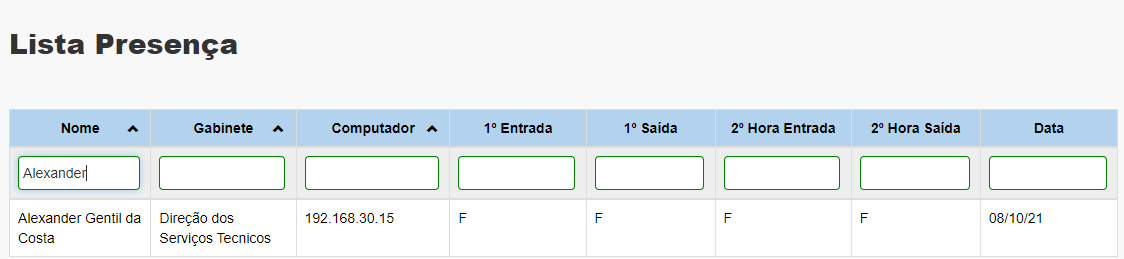 Lista Presença
Nome Gabinete Computador 1º Entrada 1º Saída 2º Hora Entrada 2º Hora Saída Data
Alexander
Alexander Gentil da Direção dos 192.168.30.15 F F F F 08/10/21
Costa Serviços Tecnicos